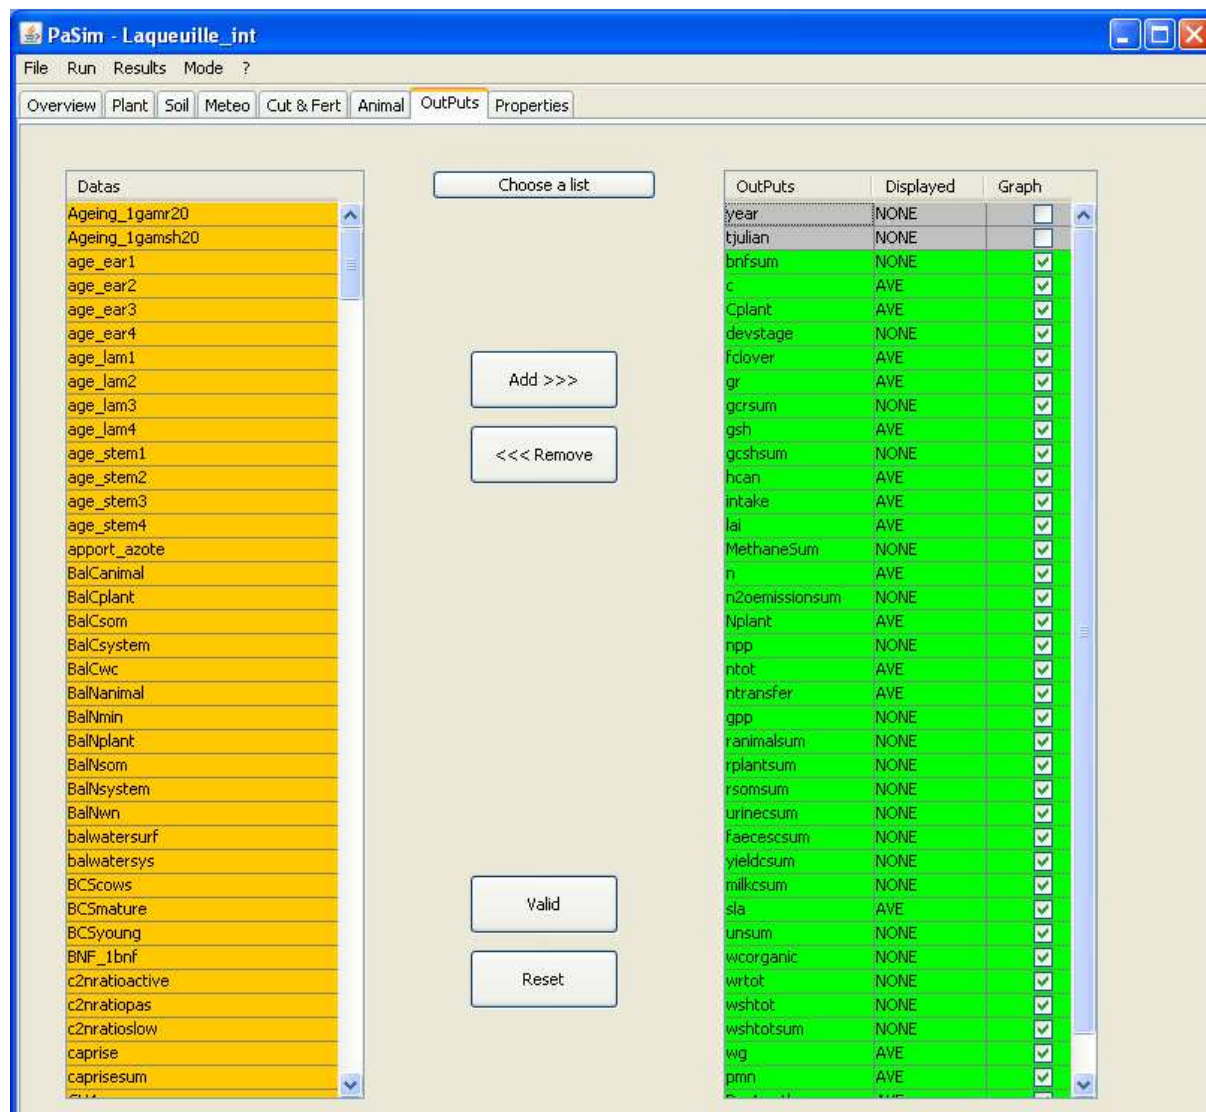 PaSim - Laqueuille_int
File Run Results Mode ?
Overview Plant Soil Meteo Cut & Fert Animal OutPuts Properties
Datas
Ageing_1gamr20
Ageing_1gamsh20
age_ear1
age_ear2
age_ear3
age_ear4
age_lam1
age_lam2
age_lam3
age_lam4
age_stem1
age_stem2
age_stem3
age_stem4
apport_azote
BalCanimal
BalCplant
BalCsom
BalCsystem
BalCwc
BalNanimal
BalNmin
BalNplant
BalNsom
BalNsystem
BalNwn
balwatersurf
balwatersys
BCScows
BCSmature
BCSyoung
BNF_1bnf
c2nratioactive
c2nratiopas
c2nratioslow
caprise
caprisesum
Choose a list
Add >>>
<<< Remove
Valid
Reset
OutPuts Displayed Graph
year NONE
tjulian NONE
bnfsum NONE
c AVE
Cplant AVE
devstage NONE
fclover AVE
gr AVE
gcrsum NONE
gsh AVE
gcshsum NONE
hcan AVE
intake AVE
lai AVE
MethaneSum NONE
n AVE
n2oemissionsum NONE
Nplant AVE
npp NONE
ntot AVE
ntransfer AVE
gpp NONE
ranimalsum NONE
rplantsum NONE
rsomsum NONE
urinecsum NONE
faecescsum NONE
yieldcsum NONE
milkcsum NONE
sla AVE
unsum NONE
wcorganic NONE
wrtot NONE
wshtot NONE
wshtotsum NONE
wg AVE
pmn AVE